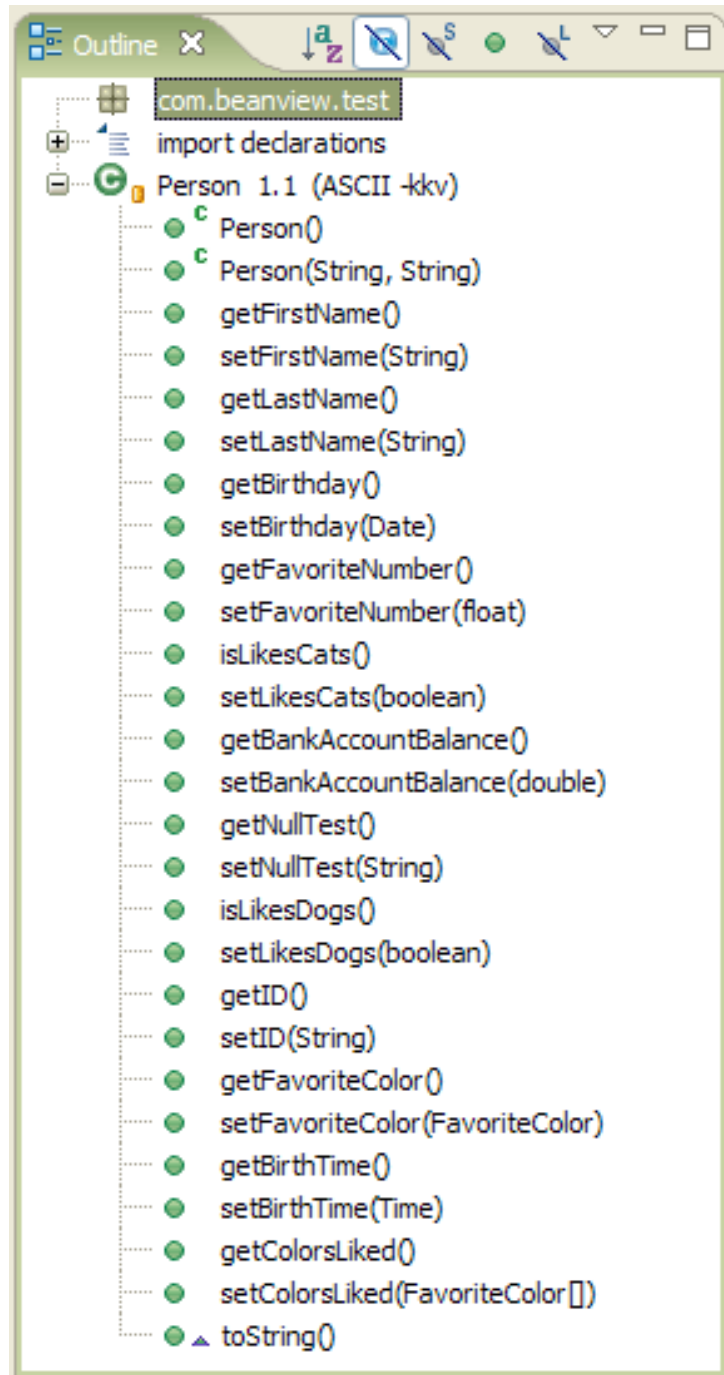 Outline
com.beanview.test
import declarations
Person 1.1 (ASCII -kkv)
Person()
Person(String, String)
getFirstName()
setFirstName(String)
getLastName()
setLastName(String)
getBirthday()
setBirthday(Date)
getFavoriteNumber()
setFavoriteNumber(float)
isLikesCats()
setLikesCats(boolean)
getBankAccountBalance()
setBankAccountBalance(double)
getNullTest()
setNullTest(String)
isLikesDogs()
setLikesDogs(boolean)
getID()
setID(String)
getFavoriteColor()
setFavoriteColor(FavoriteColor)
getBirthTime()
setBirthTime(Time)
getColorsLiked()
setColorsLiked(FavoriteColor[])
toString()